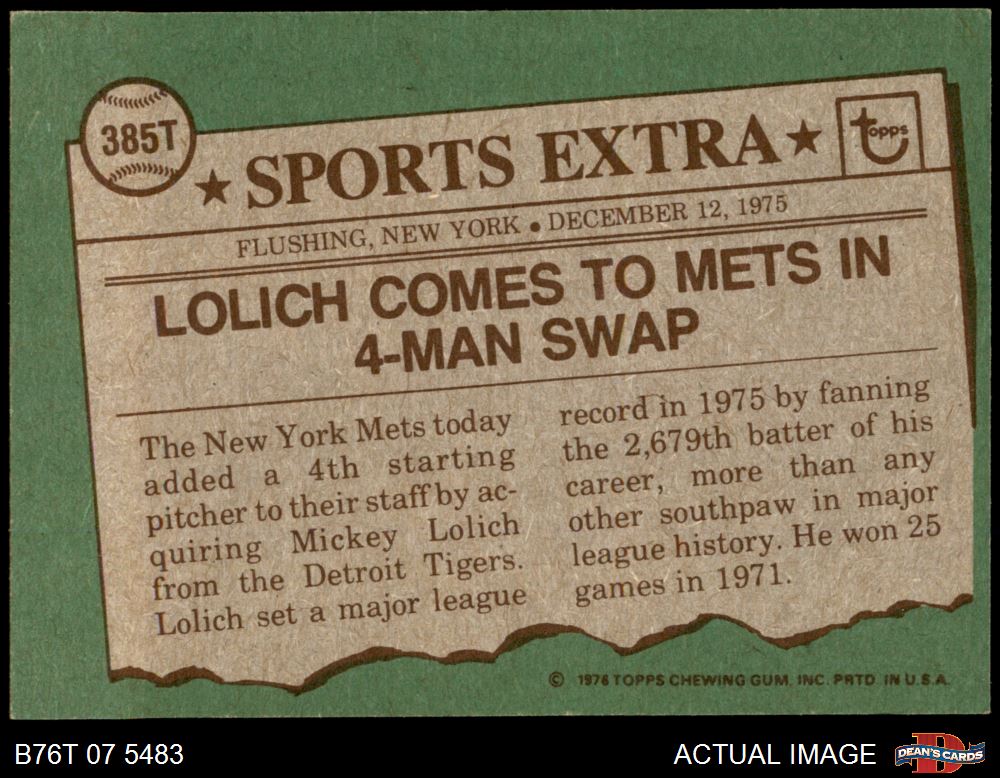 385T
★ SPORTS EXTRA ★
topps
FLUSHING, NEW YORK • DECEMBER 12, 1975
LOLICH COMES TO METS IN
4-MAN SWAP
The New York Mets today
added a 4th starting
pitcher to their staff by ac-
quiring Mickey Lolich
from the Detroit Tigers.
Lolich set a major league
record in 1975 by fanning
the 2,679th batter of his
career, more than any
other southpaw in major
league history. He won 25
games in 1971.
© 1976 TOPPS CHEWING GUM, INC. PRTD. IN U.S.A.
B76T 07 5483
ACTUAL IMAGE
D
DEAN'S CARDS